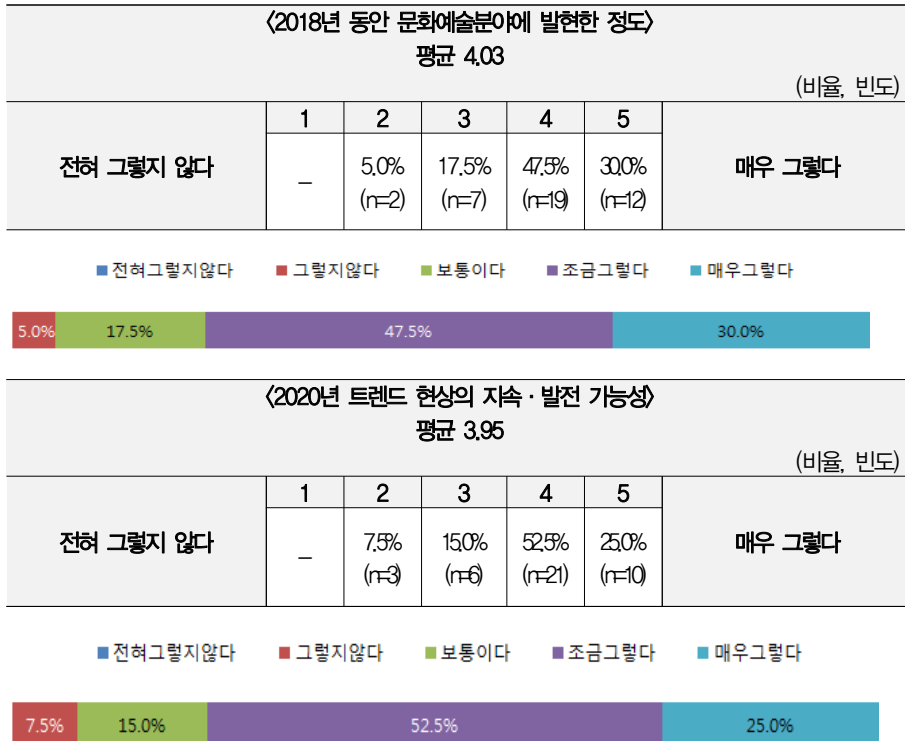 〈2018년 동안 문화예술분야에 발현한 정도〉
평균 4.03
(비율, 빈도)
1 2 3 4 5
전혀 그렇지 않다 – 5.0% 17.5% 47.5% 30.0% 매우 그렇다
(n=2) (n=7) (n=19) (n=12)
■ 전혀그렇지않다 ■ 그렇지않다 ■ 보통이다 ■ 조금그렇다 ■ 매우그렇다
5.0% 17.5% 47.5% 30.0%
〈2020년 트렌드 현상의 지속 · 발전 가능성〉
평균 3.95
(비율, 빈도)
1 2 3 4 5
전혀 그렇지 않다 – 7.5% 15.0% 52.5% 25.0% 매우 그렇다
(n=3) (n=6) (n=21) (n=10)
■ 전혀그렇지않다 ■ 그렇지않다 ■ 보통이다 ■ 조금그렇다 ■ 매우그렇다
7.5% 15.0% 52.5% 25.0%